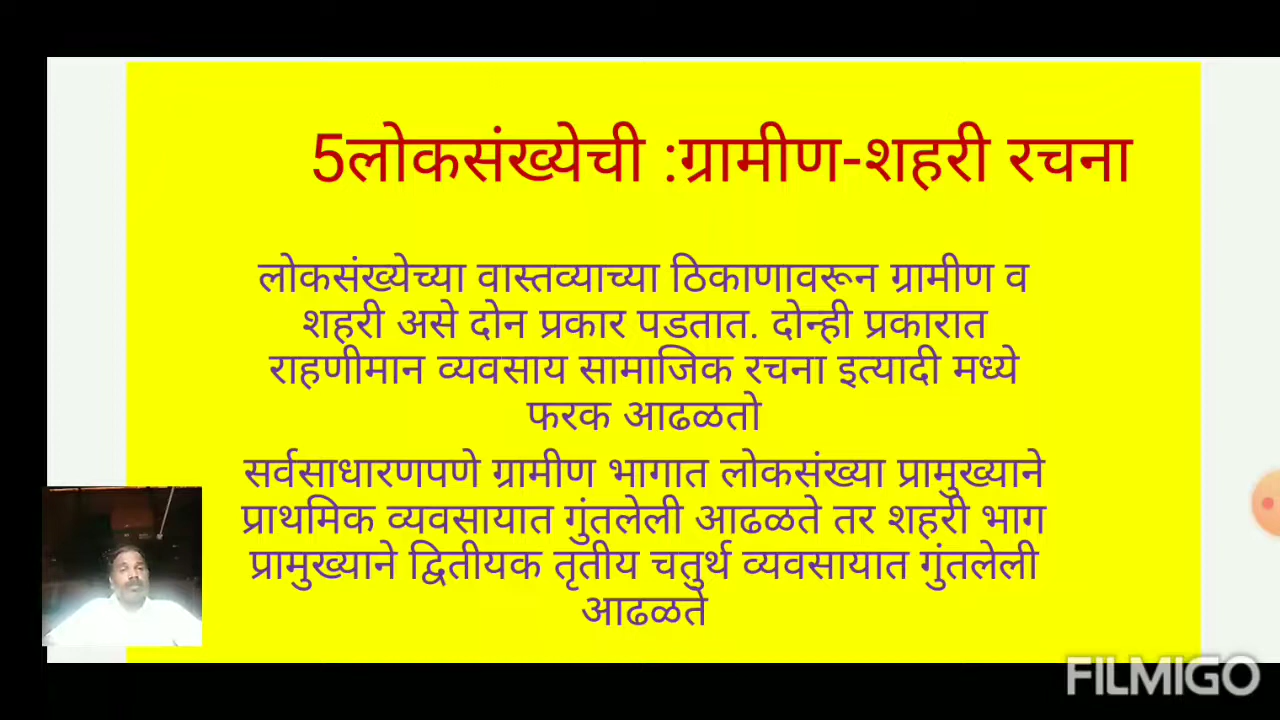 5लोकसंख्येची :ग्रामीण-शहरी रचना
लोकसंख्येच्या वास्तव्याच्या ठिकाणावरून ग्रामीण व
शहरी असे दोन प्रकार पडतात. दोन्ही प्रकारात
राहणीमान व्यवसाय सामाजिक रचना इत्यादी मध्ये
फरक आढळतो
सर्वसाधारणपणे ग्रामीण भागात लोकसंख्या प्रामुख्याने
प्राथमिक व्यवसायात गुंतलेली आढळते तर शहरी भाग
प्रामुख्याने द्वितीयक तृतीय चतुर्थ व्यवसायात गुंतलेली
आढळते
FILMIGO